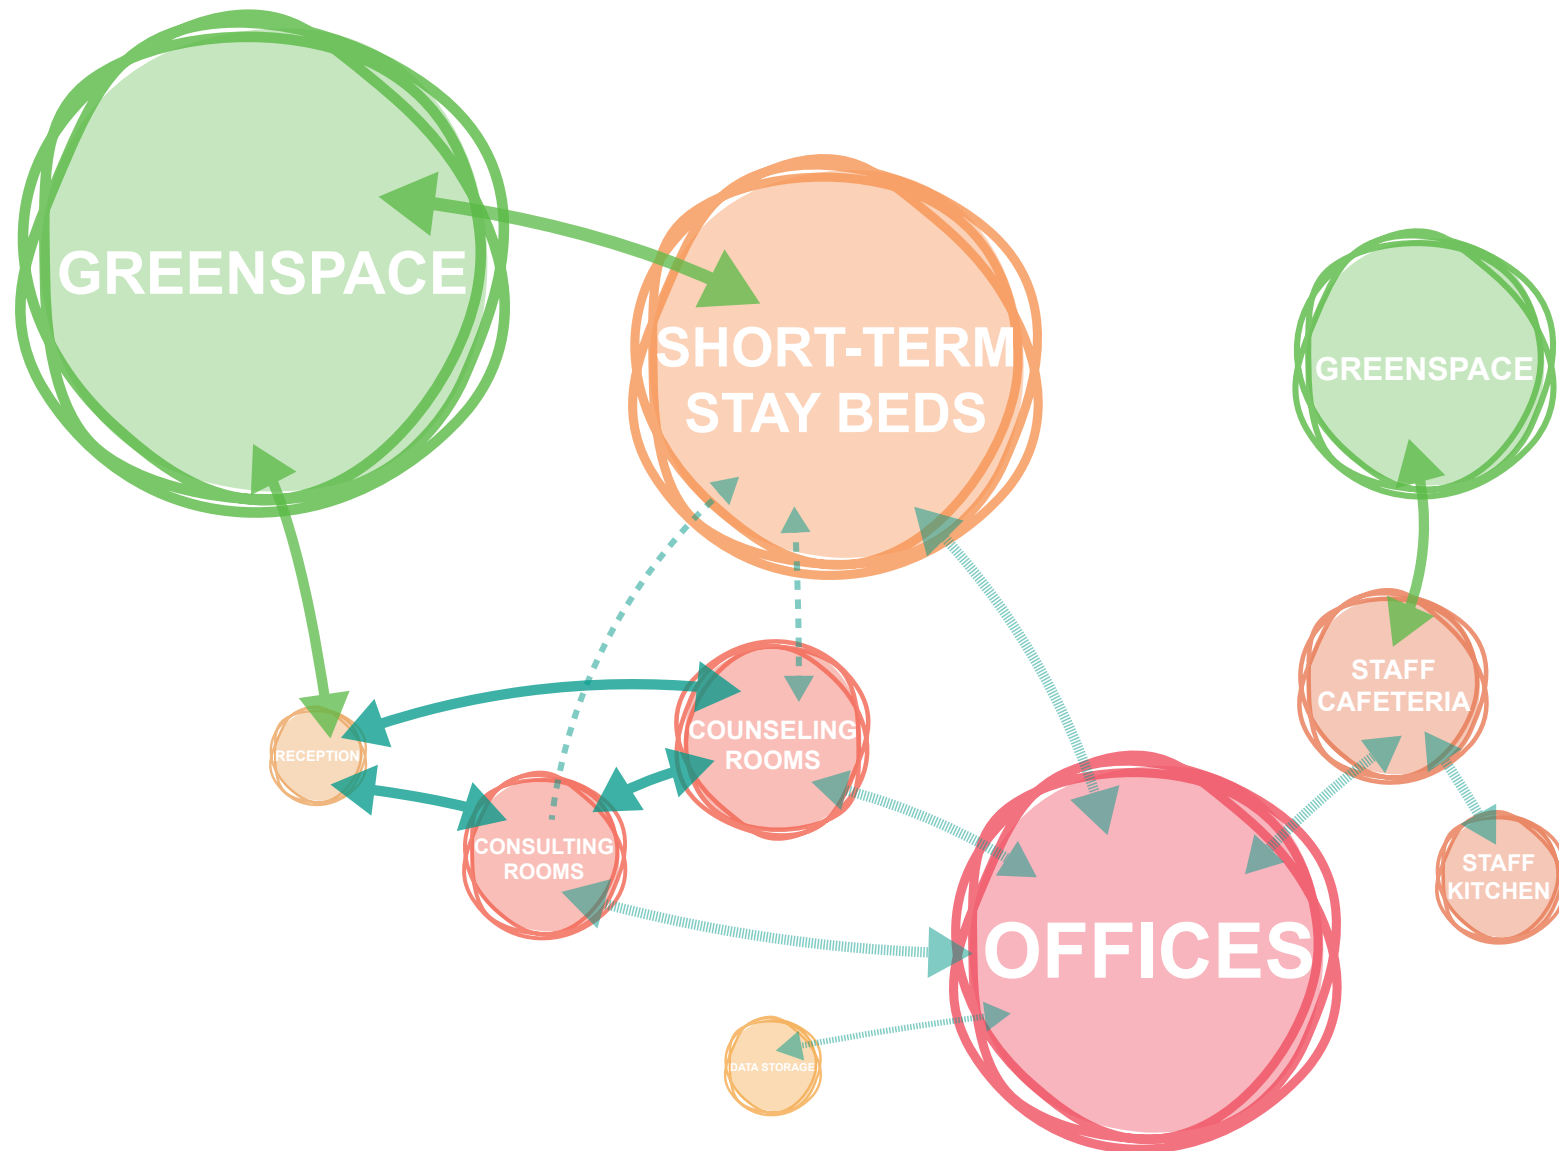 GREENSPACE
SHORT-TERM
STAY BEDS
GREENSPACE
STAFF
CAFETERIA
COUNSELING
ROOMS
RECEPTION
CONSULTING
ROOMS
STAFF
KITCHEN
OFFICES
DATA STORAGE